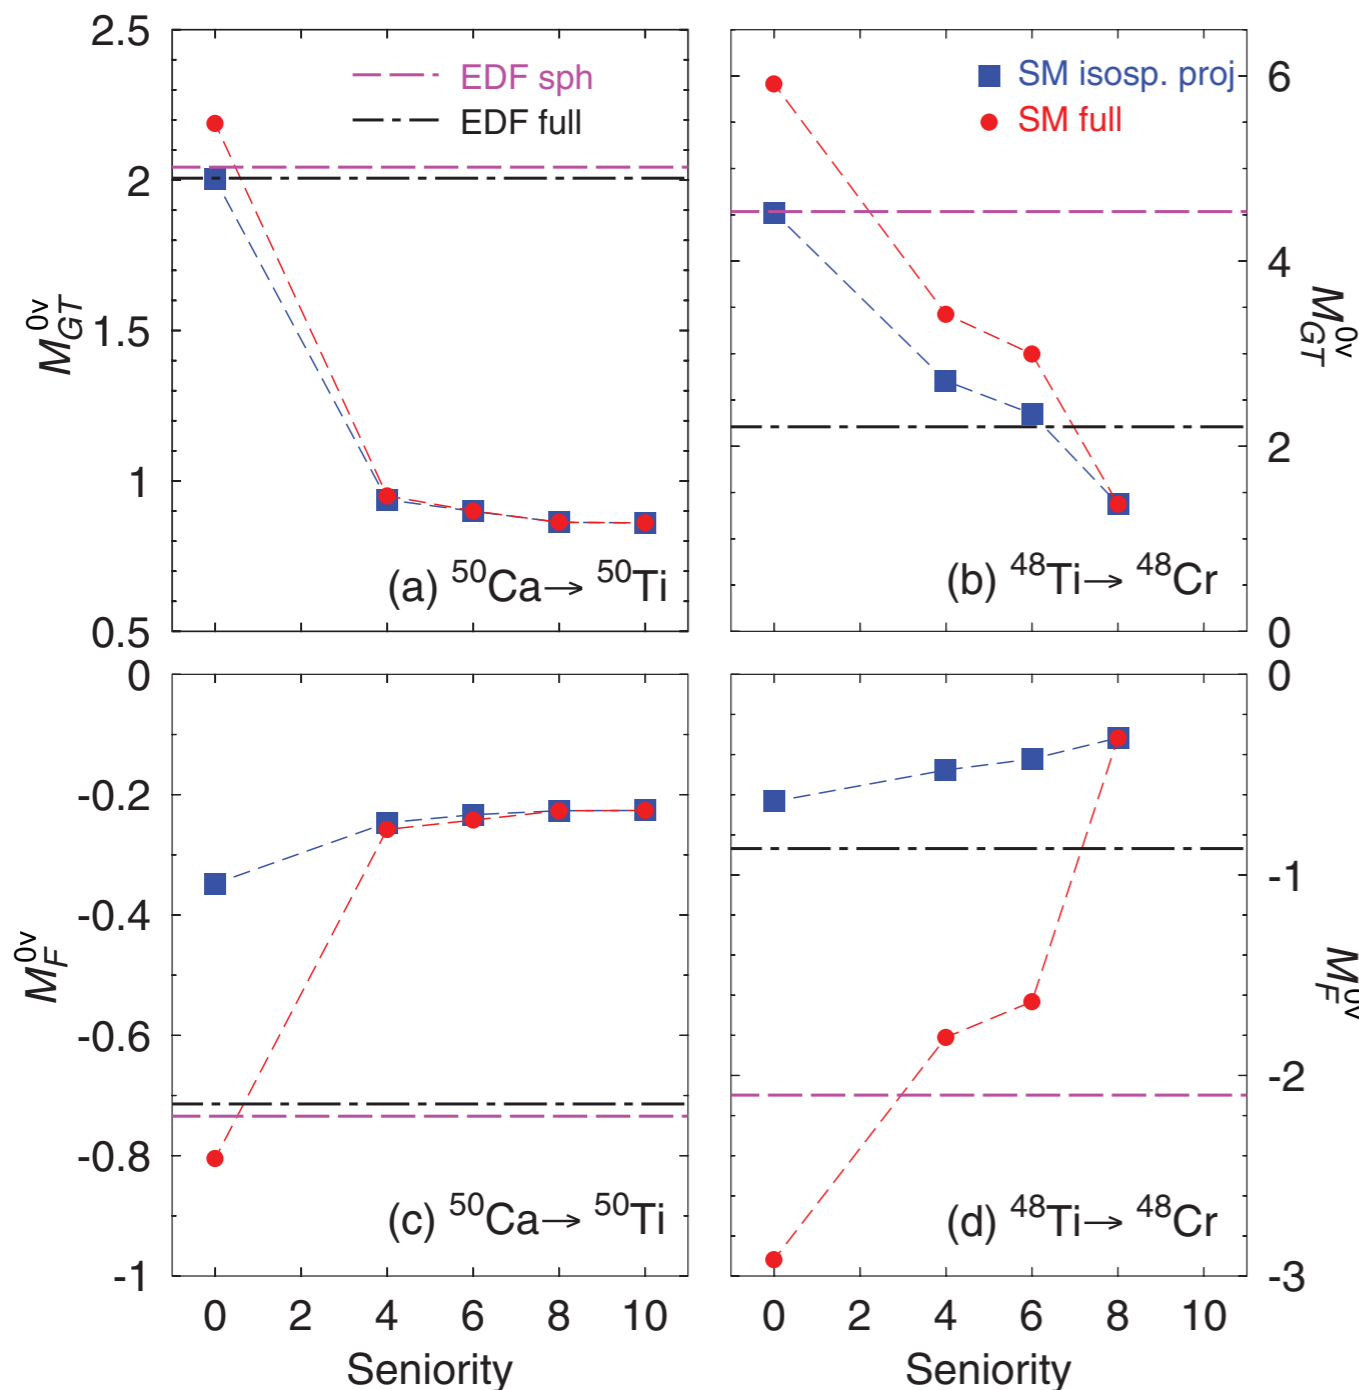 2.5
2
1.5
1
0.5
M_GT^0ν
EDF sph
EDF full
(a) ⁵⁰Ca→ ⁵⁰Ti
SM isosp. proj
SM full
6
4
2
0
M_GT^0ν
(b) ⁴⁸Ti→ ⁴⁸Cr
0
-0.2
-0.4
-0.6
-0.8
-1
M_F^0ν
(c) ⁵⁰Ca→ ⁵⁰Ti
0 2 4 6 8 10
Seniority
0
-1
-2
-3
M_F^0ν
(d) ⁴⁸Ti→ ⁴⁸Cr
0 2 4 6 8 10
Seniority